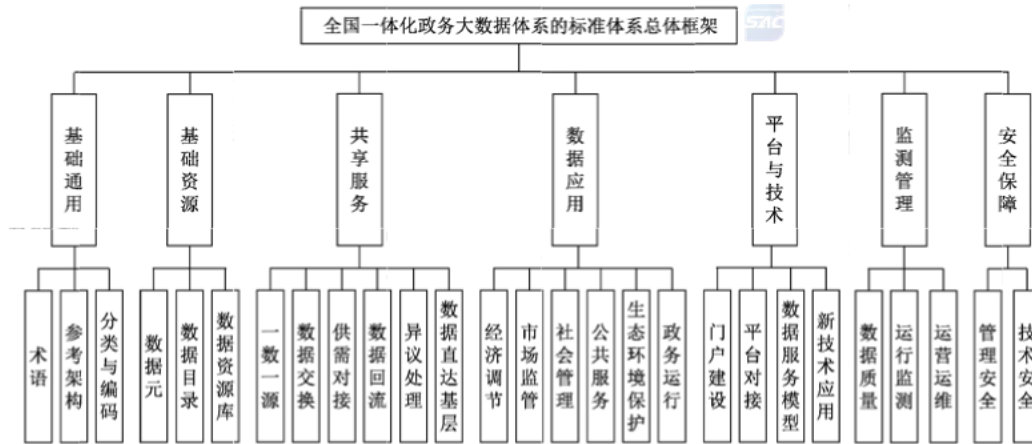 全国一体化政务大数据体系的标准体系总体框架
SAC
基础通用
基础资源
共享服务
数据应用
平台与技术
监测管理
安全保障
术语
参考架构
分类与编码
数据元
数据目录
数据资源库
一数一源
数据交换
供需对接
数据回流
异议处理
数据直达基层
经济调节
市场监管
社会管理
公共服务
生态环境保护
政务运行
门户建设
平台对接
数据服务模型
新技术应用
数据质量
运行监测
运营运维
管理安全
技术安全